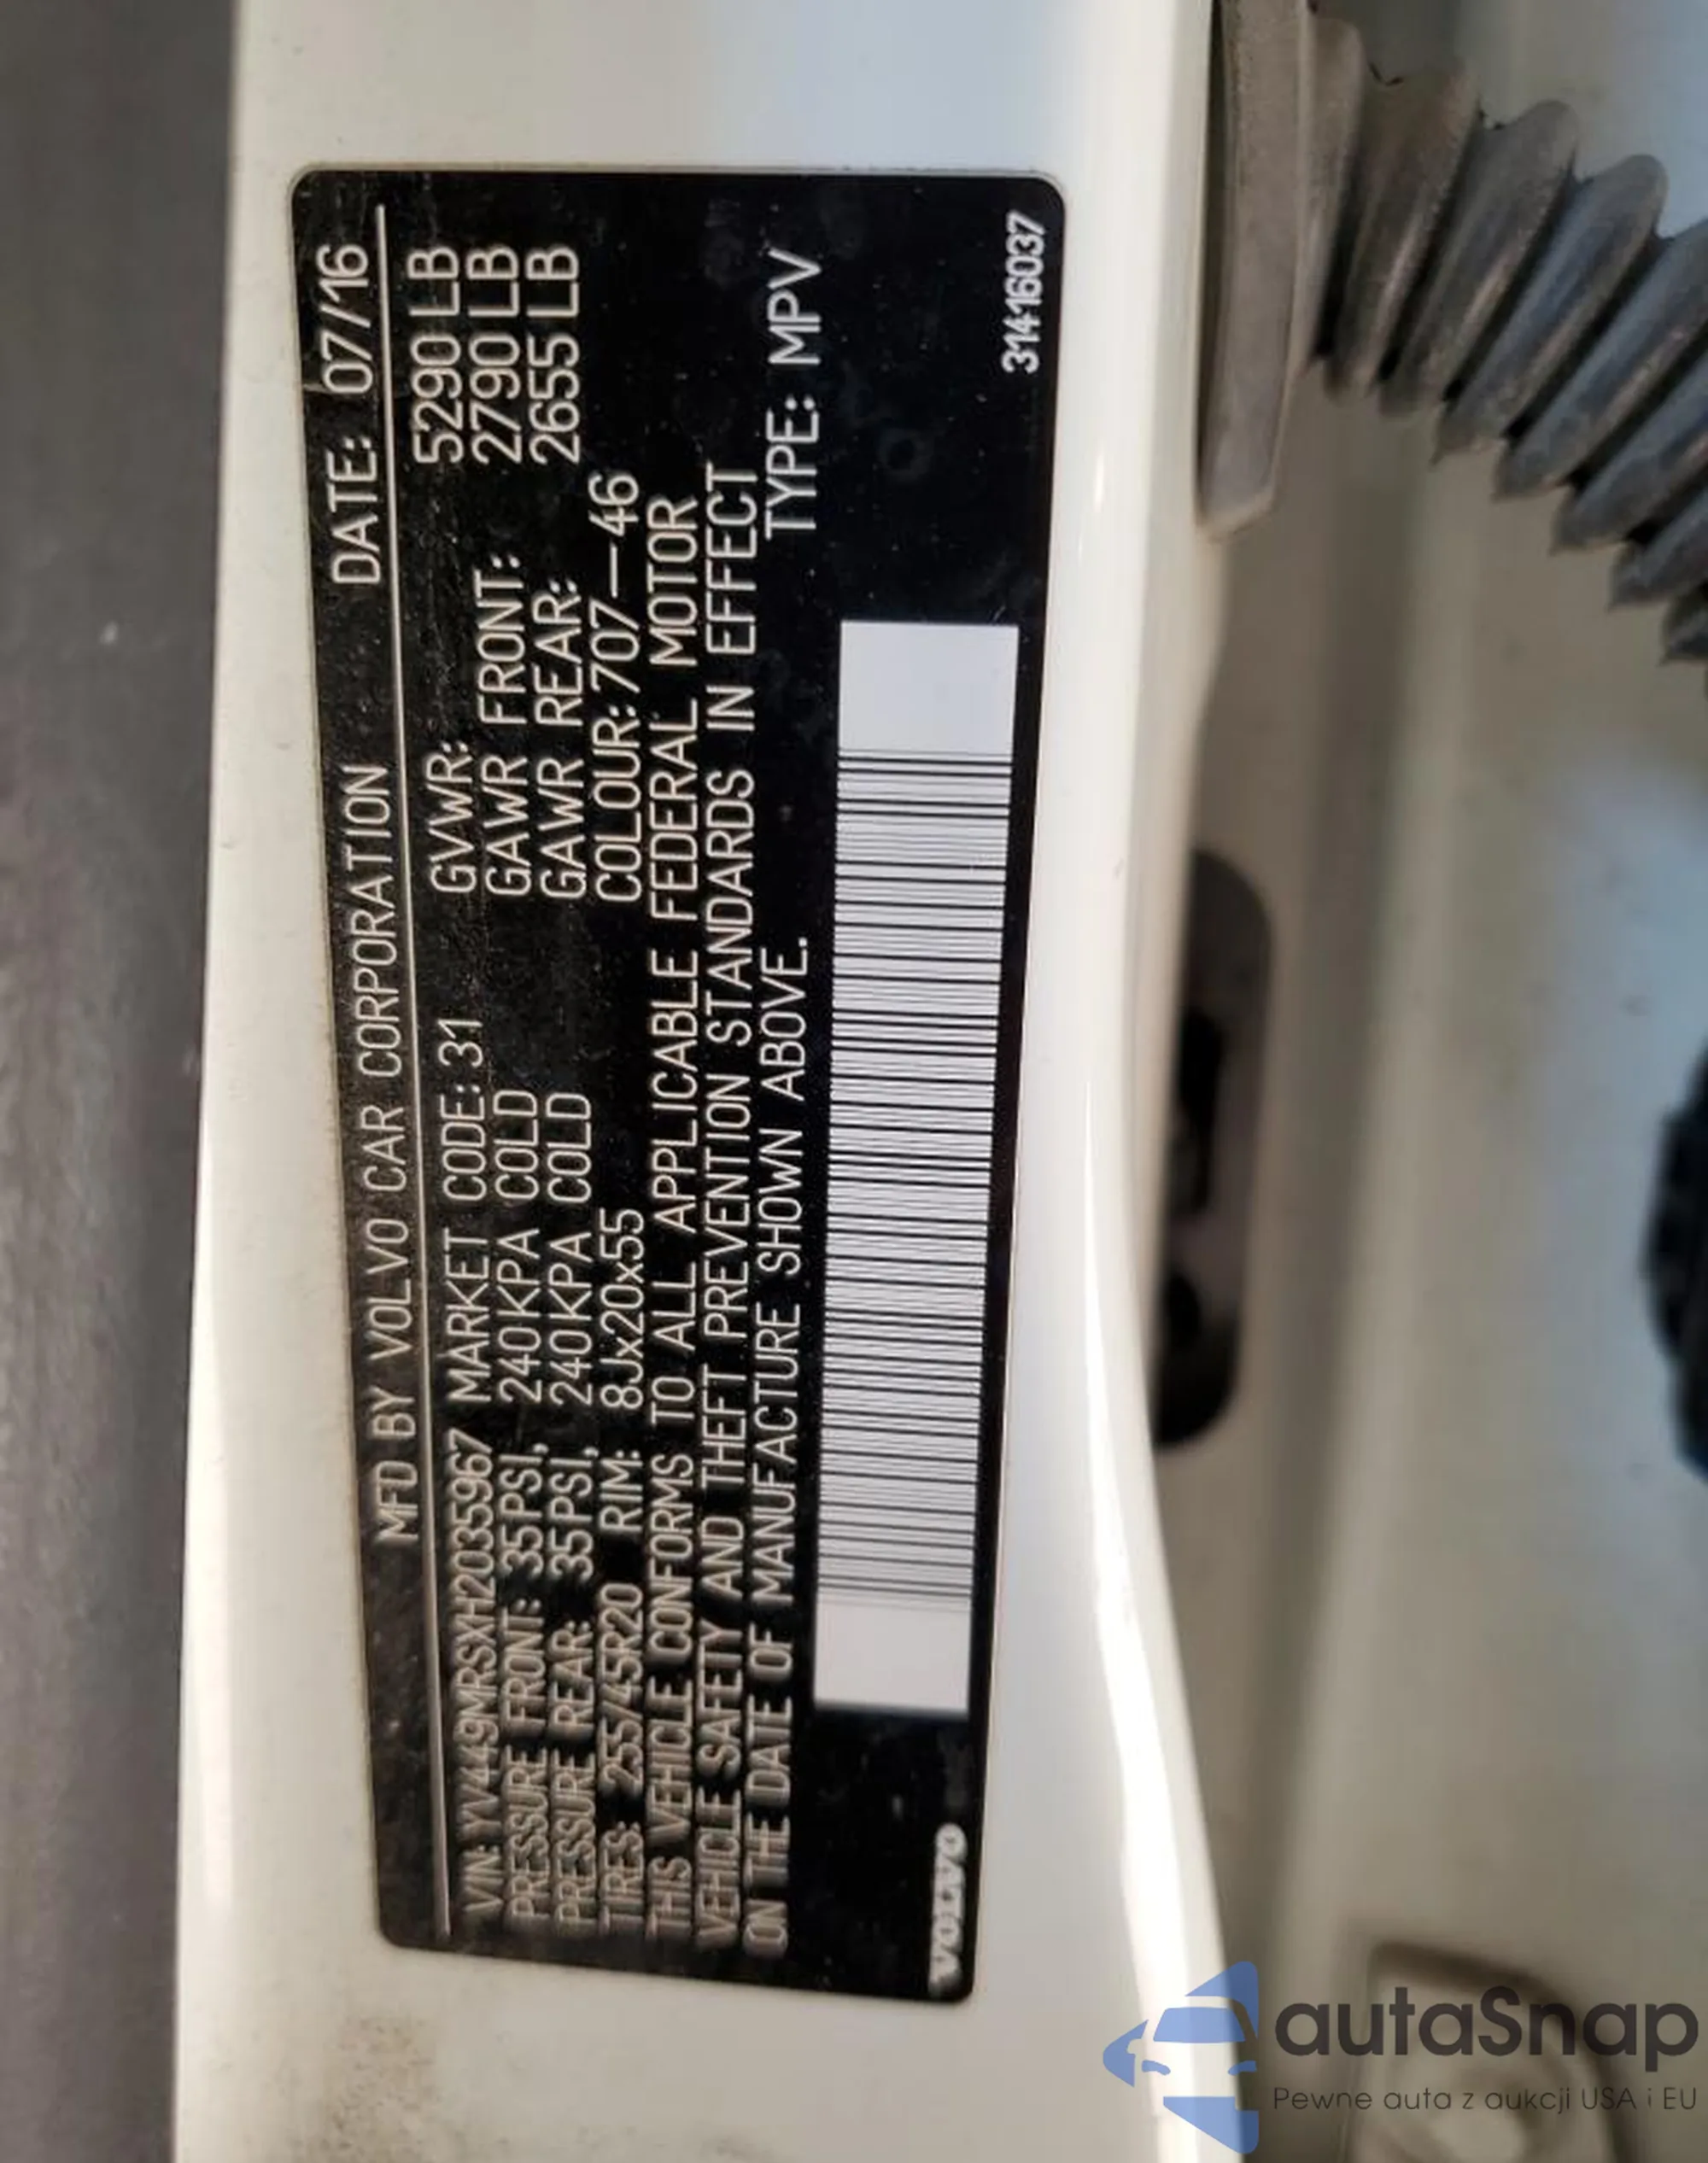 MFD BY VOLVO CAR CORPORATION DATE: 07/16
VIN: YV449MRSXH2035967 MARKET CODE: 31 GVWR: 5290 LB
PRESSURE FRONT: 35PSI, 240KPA COLD GAWR FRONT: 2790 LB
PRESSURE REAR: 35PSI, 240KPA COLD GAWR REAR: 2655 LB
TIRES: 255/45R20 RIM: 8Jx20x55 COLOUR: 707-46
THIS VEHICLE CONFORMS TO ALL APPLICABLE FEDERAL MOTOR
VEHICLE SAFETY AND THEFT PREVENTION STANDARDS IN EFFECT
ON THE DATE OF MANUFACTURE SHOWN ABOVE. TYPE: MPV
VOLVO 31416037
autaSnap
Pewne auta z aukcji USA i EU